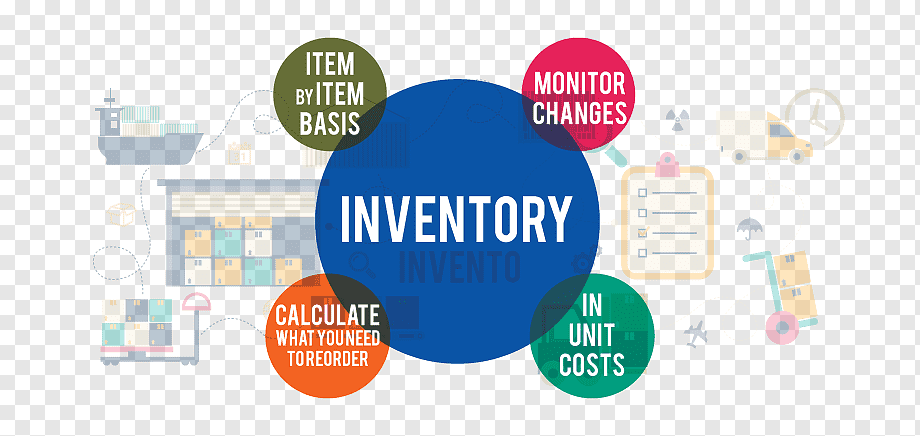 ITEM
BY ITEM
BASIS
MONITOR
CHANGES
INVENTORY
INVENTO
CALCULATE
WHAT YOU NEED
TO REORDER
IN
UNIT
COSTS